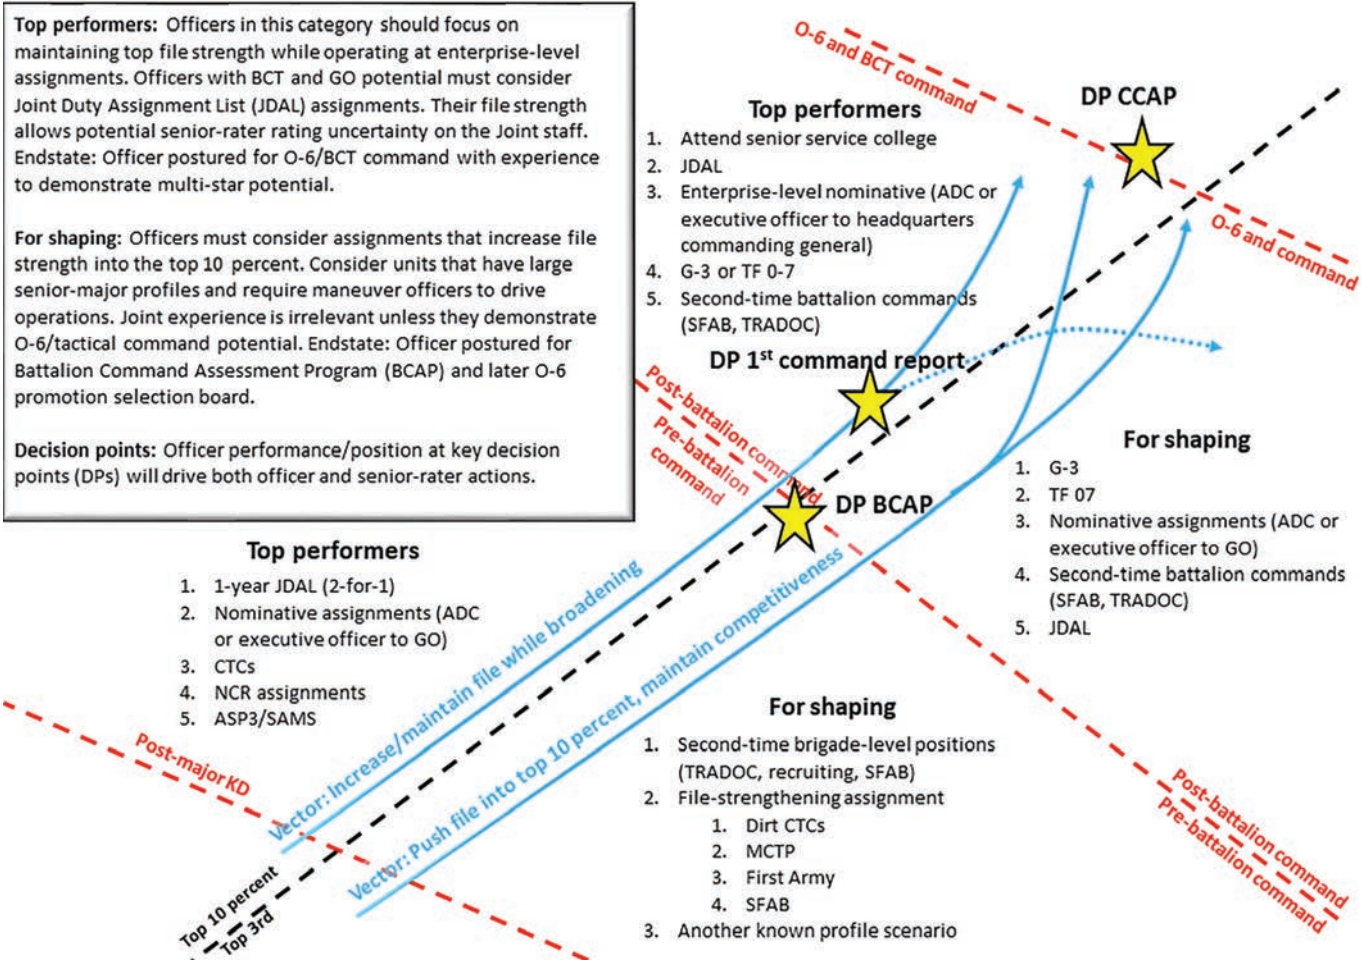 Top performers: Officers in this category should focus on
maintaining top file strength while operating at enterprise-level
assignments. Officers with BCT and GO potential must consider
Joint Duty Assignment List (JDAL) assignments. Their file strength
allows potential senior-rater rating uncertainty on the Joint staff.
Endstate: Officer postured for O-6/BCT command with experience
to demonstrate multi-star potential.
For shaping: Officers must consider assignments that increase file
strength into the top 10 percent. Consider units that have large
senior-major profiles and require maneuver officers to drive
operations. Joint experience is irrelevant unless they demonstrate
O-6/tactical command potential. Endstate: Officer postured for
Battalion Command Assessment Program (BCAP) and later O-6
promotion selection board.
Decision points: Officer performance/position at key decision
points (DPs) will drive both officer and senior-rater actions.
O-6 and BCT command
DP CCAP
O-6 and command
Top performers
1. Attend senior service college
2. JDAL
3. Enterprise-level nominative (ADC or
executive officer to headquarters
commanding general)
4. G-3 or TF 0-7
5. Second-time battalion commands
(SFAB, TRADOC)
DP 1st command report
Post-battalion command
Pre-battalion
command
DP BCAP
For shaping
1. G-3
2. TF 07
3. Nominative assignments (ADC or
executive officer to GO)
4. Second-time battalion commands
(SFAB, TRADOC)
5. JDAL
Top performers
1. 1-year JDAL (2-for-1)
2. Nominative assignments (ADC
or executive officer to GO)
3. CTCs
4. NCR assignments
5. ASP3/SAMS
Post-major KD
Vector: Increase/maintain file while broadening
Vector: Push file into top 10 percent, maintain competitiveness
Top 10 percent
Top 3rd
For shaping
1. Second-time brigade-level positions
(TRADOC, recruiting, SFAB)
2. File-strengthening assignment
1. Dirt CTCs
2. MCTP
3. First Army
4. SFAB
3. Another known profile scenario
Post-battalion command
Pre-battalion command